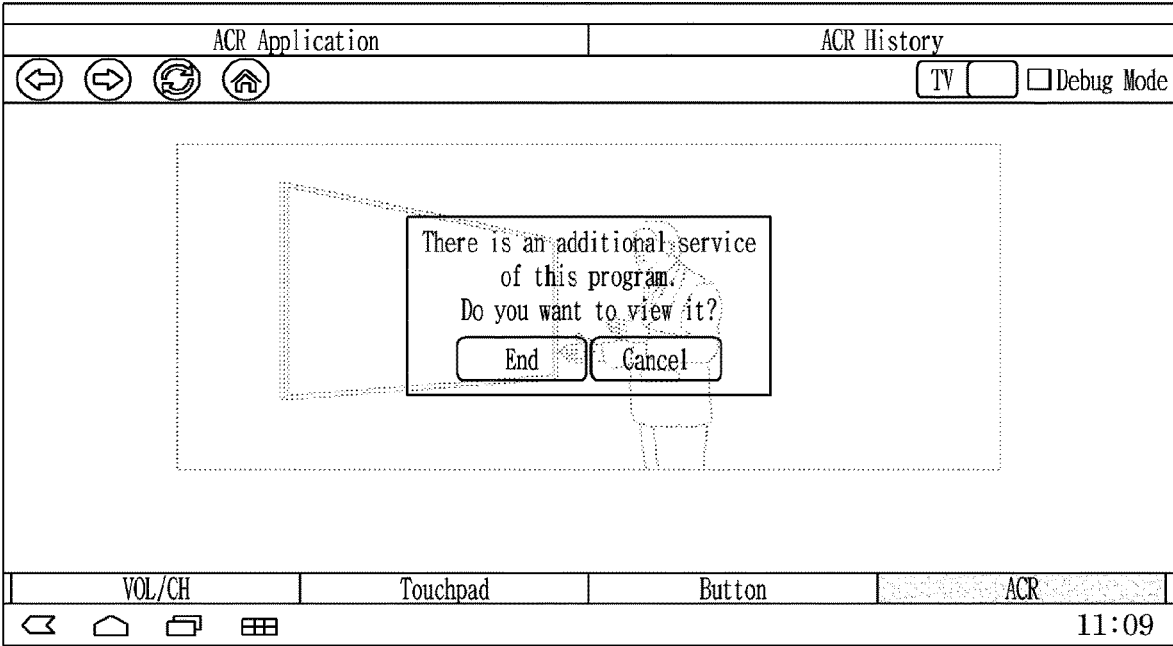 ACR Application ACR History
TV Debug Mode
There is an additional service
of this program.
Do you want to view it?
End Cancel
VOL/CH Touchpad Button ACR
11:09